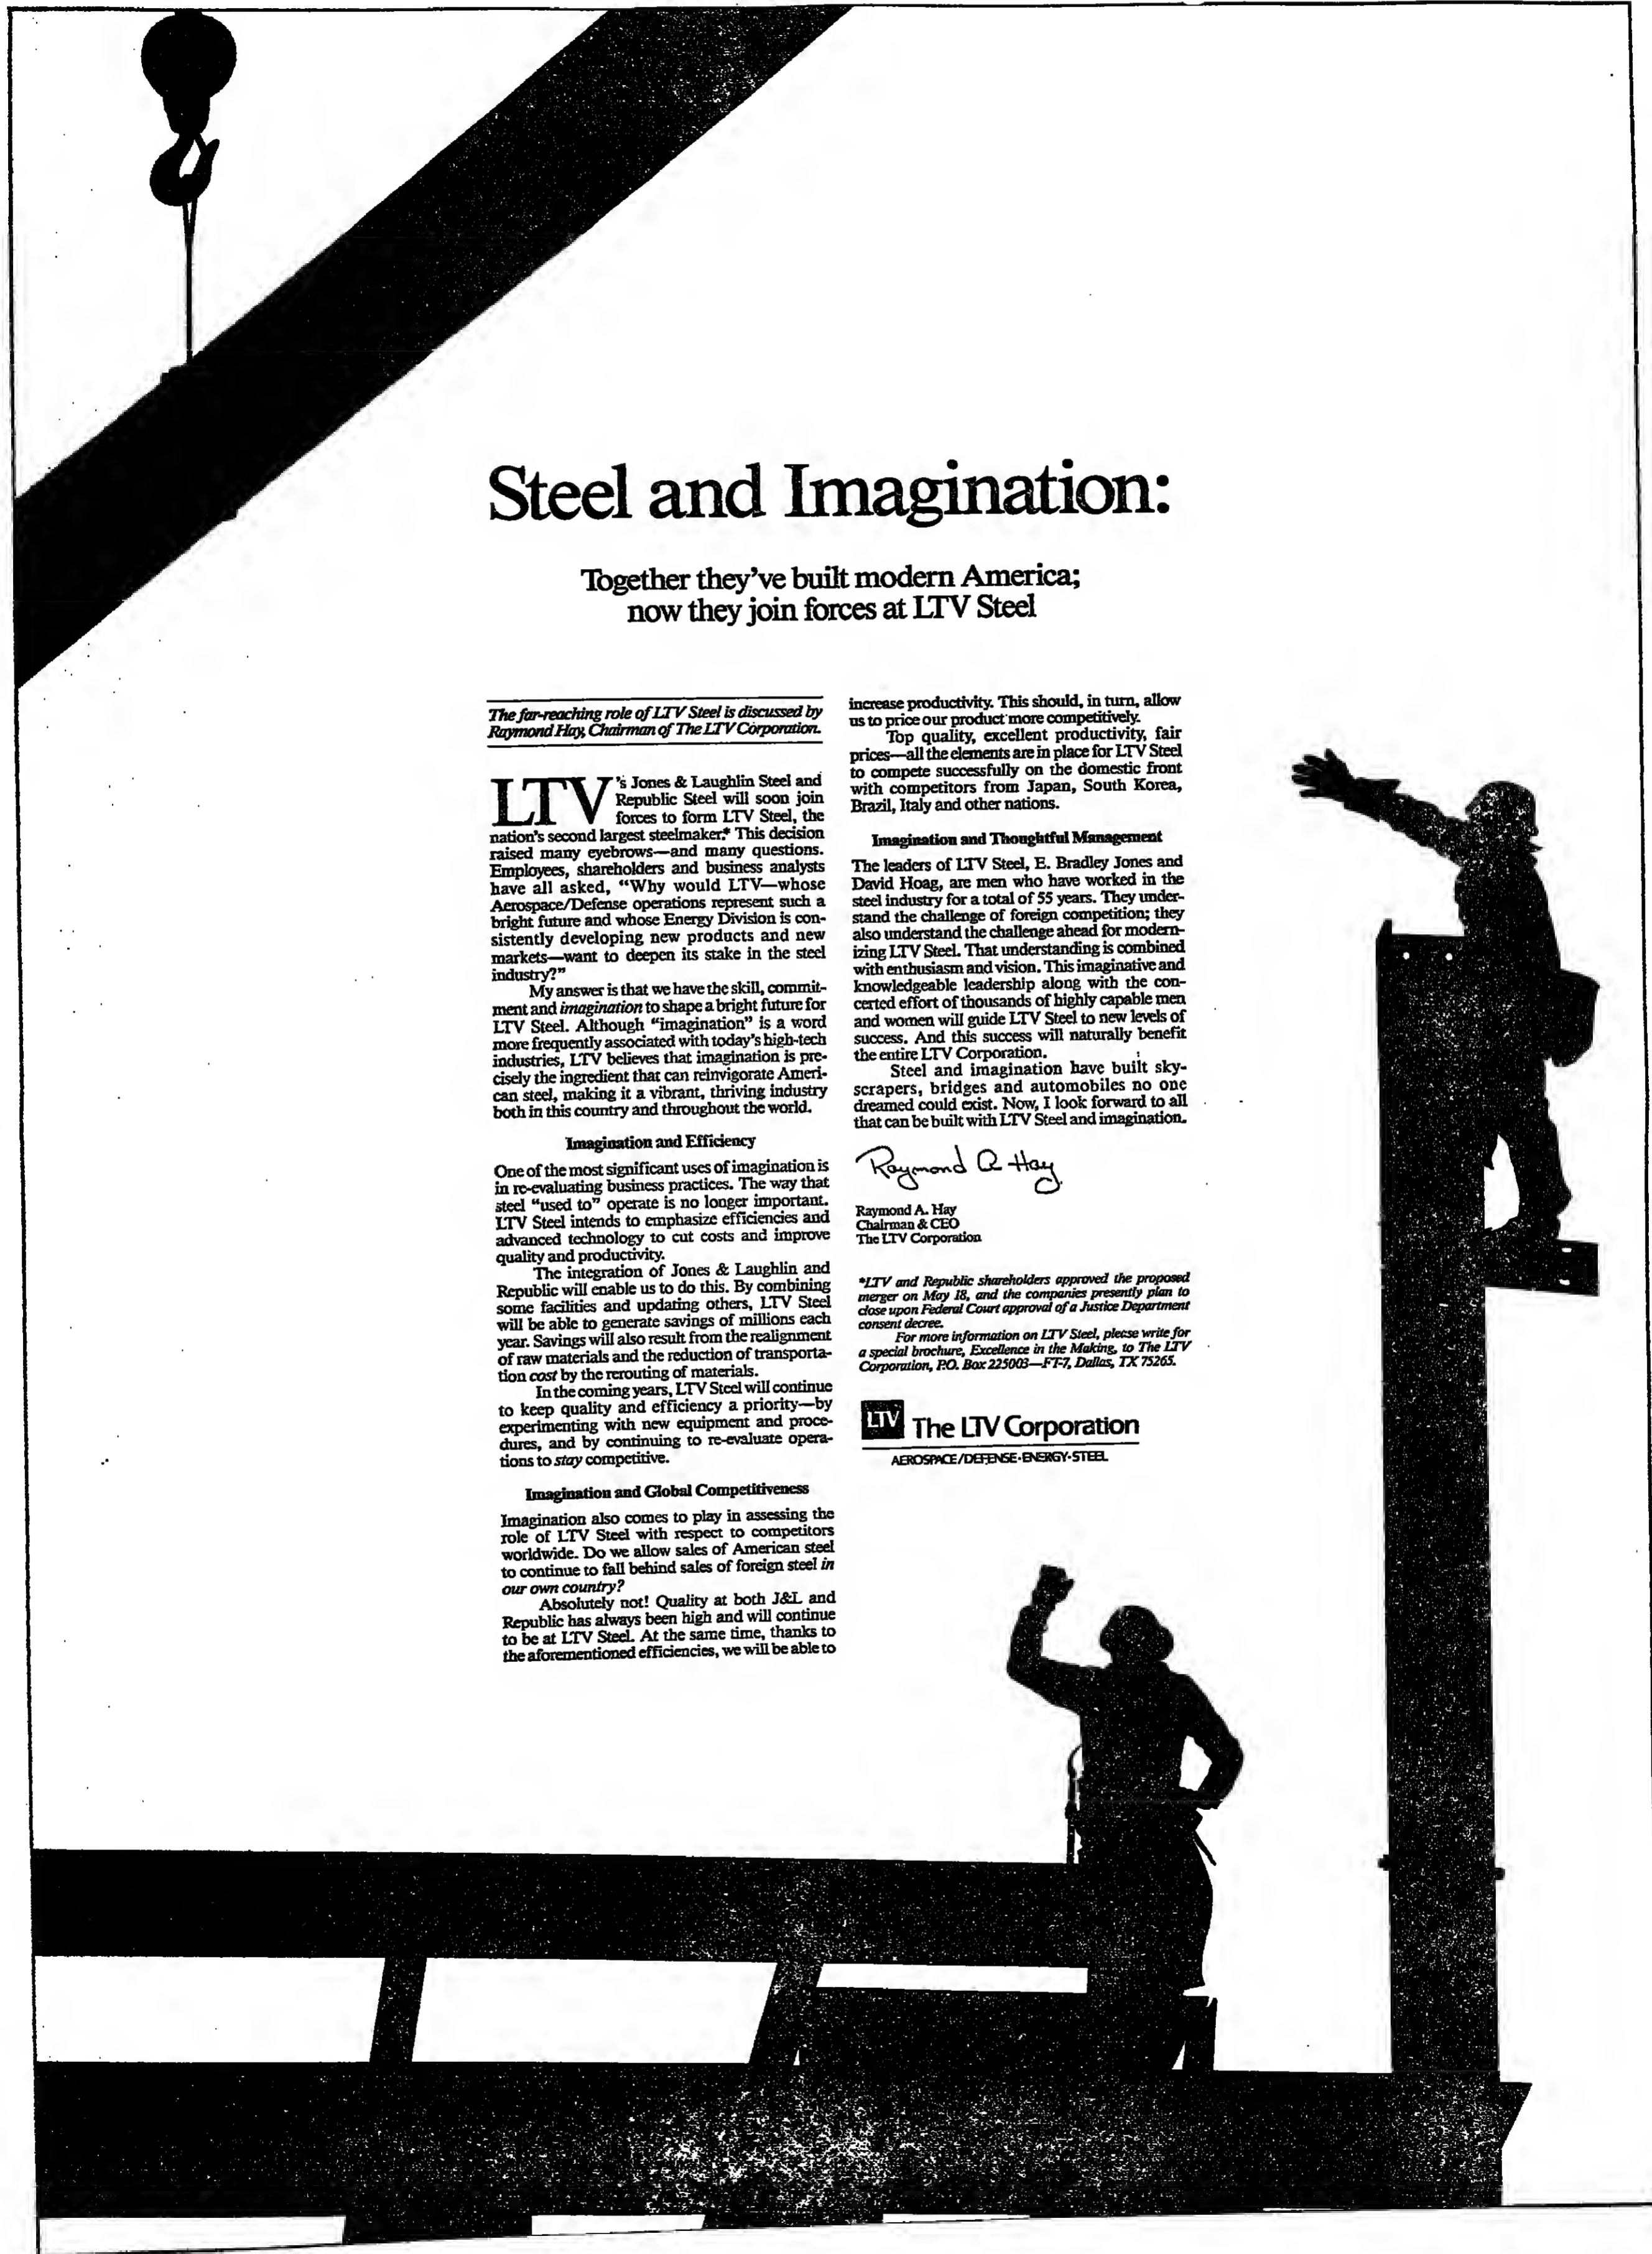 Steel and Imagination:
Together they've built modern America;
now they join forces at LTV Steel
The far-reaching role of LTV Steel is discussed by
Raymond Hay, Chairman of The LTV Corporation.
LTV's Jones & Laughlin Steel and
Republic Steel will soon join
forces to form LTV Steel, the
nation's second largest steelmaker.* This decision
raised many eyebrows—and many questions.
Employees, shareholders and business analysts
have all asked, "Why would LTV—whose
Aerospace/Defense operations represent such a
bright future and whose Energy Division is con-
sistently developing new products and new
markets—want to deepen its stake in the steel
industry?"
My answer is that we have the skill, commit-
ment and imagination to shape a bright future for
LTV Steel. Although "imagination" is a word
more frequently associated with today's high-tech
industries, LTV believes that imagination is pre-
cisely the ingredient that can reinvigorate Ameri-
can steel, making it a vibrant, thriving industry
both in this country and throughout the world.
Imagination and Efficiency
One of the most significant uses of imagination is
in re-evaluating business practices. The way that
steel "used to" operate is no longer important.
LTV Steel intends to emphasize efficiencies and
advanced technology to cut costs and improve
quality and productivity.
The integration of Jones & Laughlin and
Republic will enable us to do this. By combining
some facilities and updating others, LTV Steel
will be able to generate savings of millions each
year. Savings will also result from the realignment
of raw materials and the reduction of transporta-
tion cost by the rerouting of materials.
In the coming years, LTV Steel will continue
to keep quality and efficiency a priority—by
experimenting with new equipment and proce-
dures, and by continuing to re-evaluate opera-
tions to stay competitive.
Imagination and Global Competitiveness
Imagination also comes to play in assessing the
role of LTV Steel with respect to competitors
worldwide. Do we allow sales of American steel
to continue to fall behind sales of foreign steel in
our own country?
Absolutely not! Quality at both J&L and
Republic has always been high and will continue
to be at LTV Steel. At the same time, thanks to
the aforementioned efficiencies, we will be able to
increase productivity. This should, in turn, allow
us to price our product more competitively.
Top quality, excellent productivity, fair
prices—all the elements are in place for LTV Steel
to compete successfully on the domestic front
with competitors from Japan, South Korea,
Brazil, Italy and other nations.
Imagination and Thoughtful Management
The leaders of LTV Steel, E. Bradley Jones and
David Hoag, are men who have worked in the
steel industry for a total of 55 years. They under-
stand the challenge of foreign competition; they
also understand the challenge ahead for modern-
izing LTV Steel. That understanding is combined
with enthusiasm and vision. This imaginative and
knowledgeable leadership along with the con-
certed effort of thousands of highly capable men
and women will guide LTV Steel to new levels of
success. And this success will naturally benefit
the entire LTV Corporation.
Steel and imagination have built sky-
scrapers, bridges and automobiles no one
dreamed could exist. Now, I look forward to all
that can be built with LTV Steel and imagination.
Raymond A Hay
Raymond A. Hay
Chairman & CEO
The LTV Corporation
*LTV and Republic shareholders approved the proposed
merger on May 18, and the companies presently plan to
close upon Federal Court approval of a Justice Department
consent decree.
For more information on LTV Steel, please write for
a special brochure, Excellence in the Making, to The LTV
Corporation, P.O. Box 225003—FT-7, Dallas, TX 75265.
LTV The LTV Corporation
AEROSPACE/DEFENSE·ENERGY·STEEL